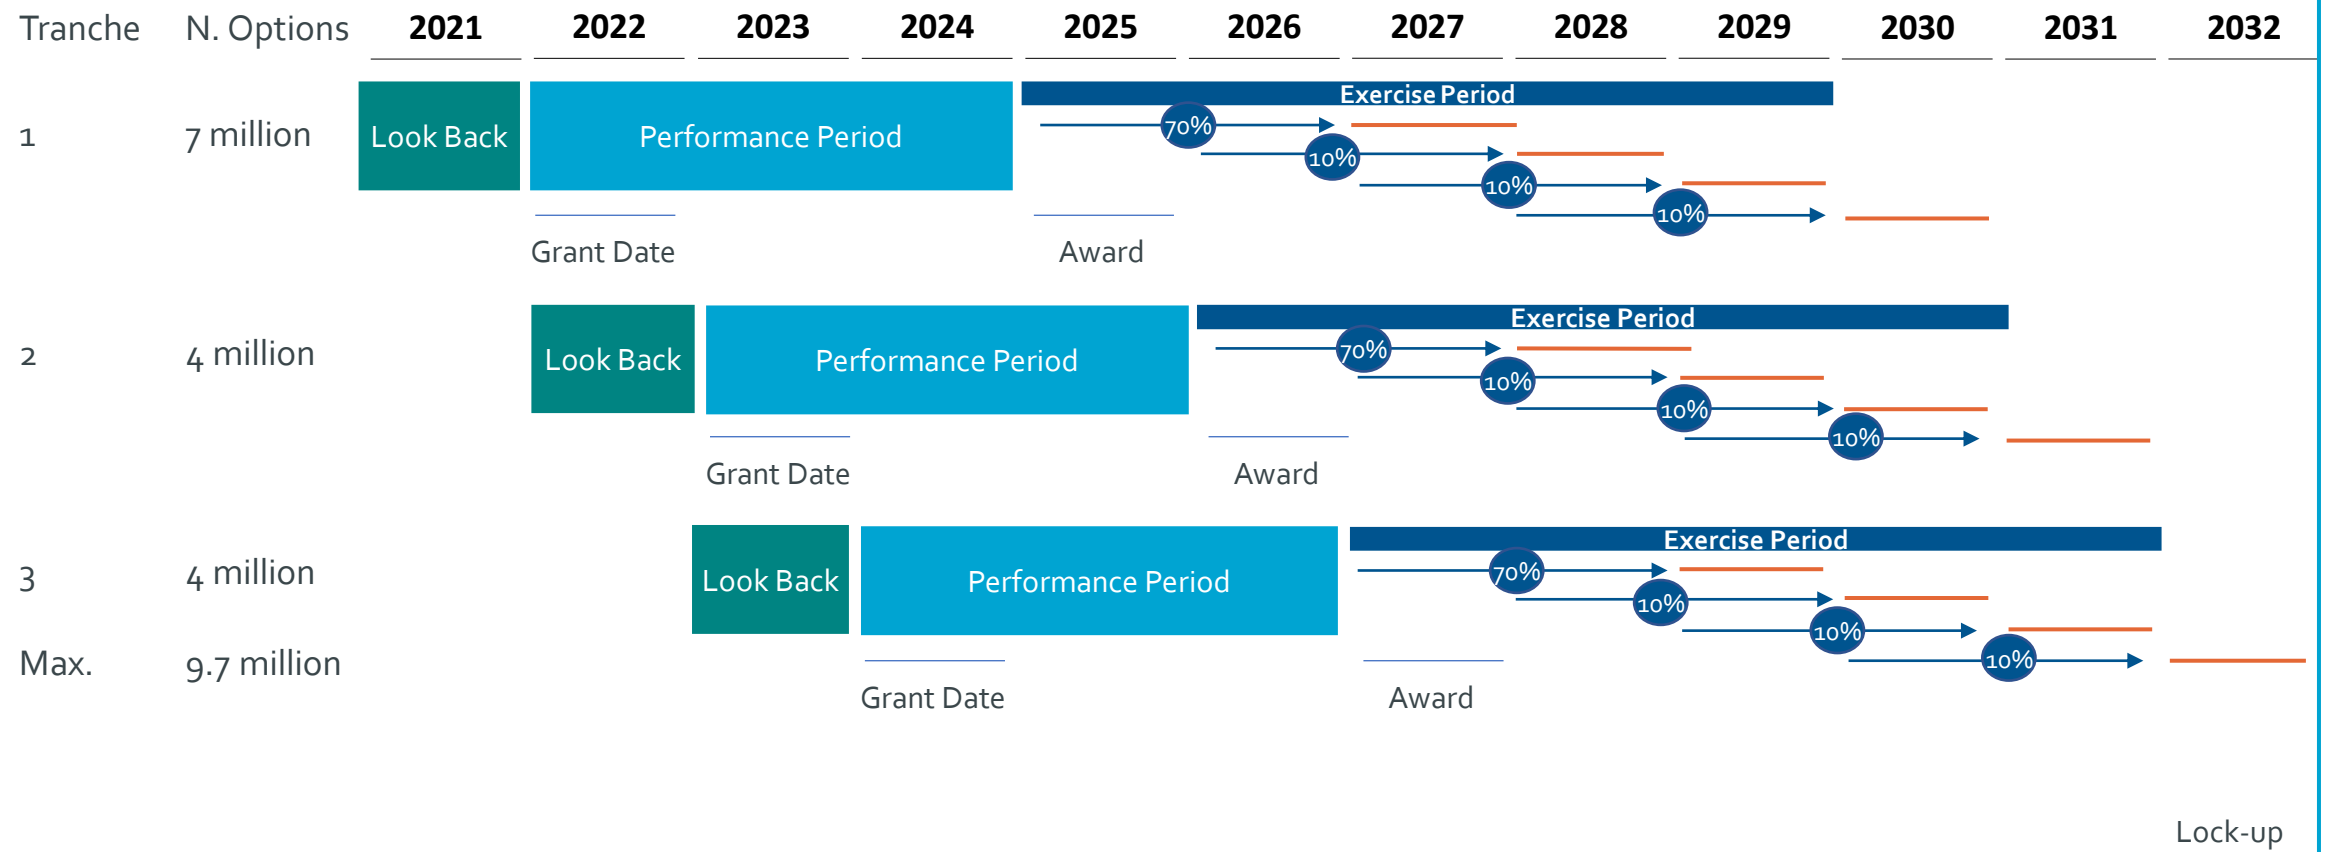 Tranche N. Options 2021 2022 2023 2024 2025 2026 2027 2028 2029 2030 2031 2032
Exercise Period
1 7 million Look Back Performance Period
70%
10%
10%
10%
Grant Date Award
Exercise Period
2 4 million Look Back Performance Period
70%
10%
10%
10%
Grant Date Award
Exercise Period
3 4 million Look Back Performance Period
70%
10%
10%
10%
Max. 9.7 million
Grant Date Award
Lock-up